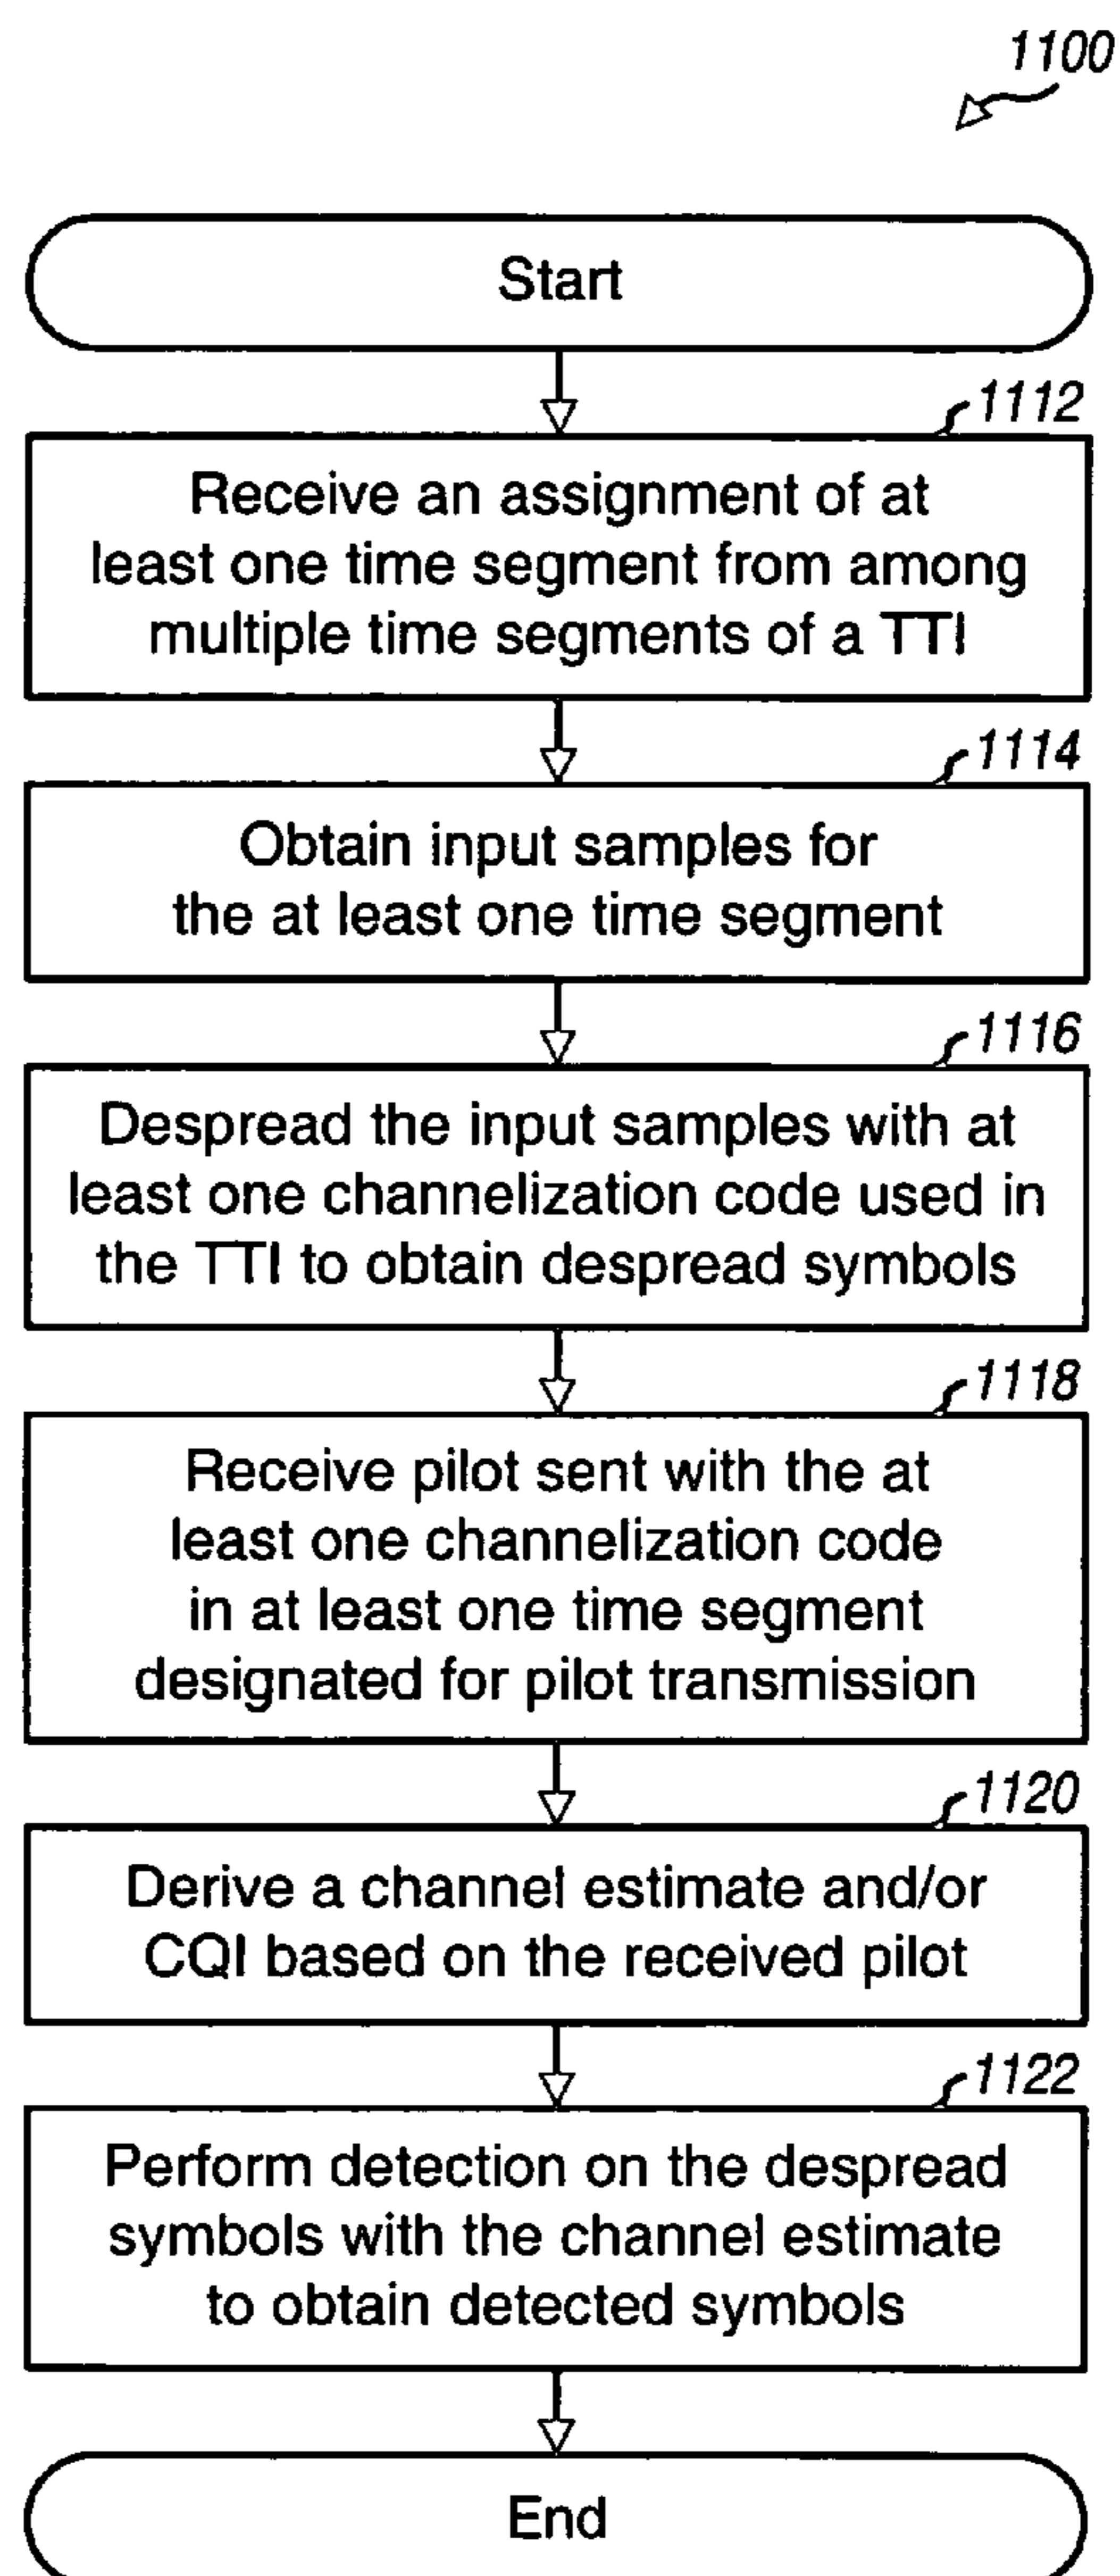 1100
Start
1112
Receive an assignment of at
least one time segment from among
multiple time segments of a TTI
1114
Obtain input samples for
the at least one time segment
1116
Despread the input samples with at
least one channelization code used in
the TTI to obtain despread symbols
1118
Receive pilot sent with the at
least one channelization code
in at least one time segment
designated for pilot transmission
1120
Derive a channel estimate and/or
CQI based on the received pilot
1122
Perform detection on the despread
symbols with the channel estimate
to obtain detected symbols
End